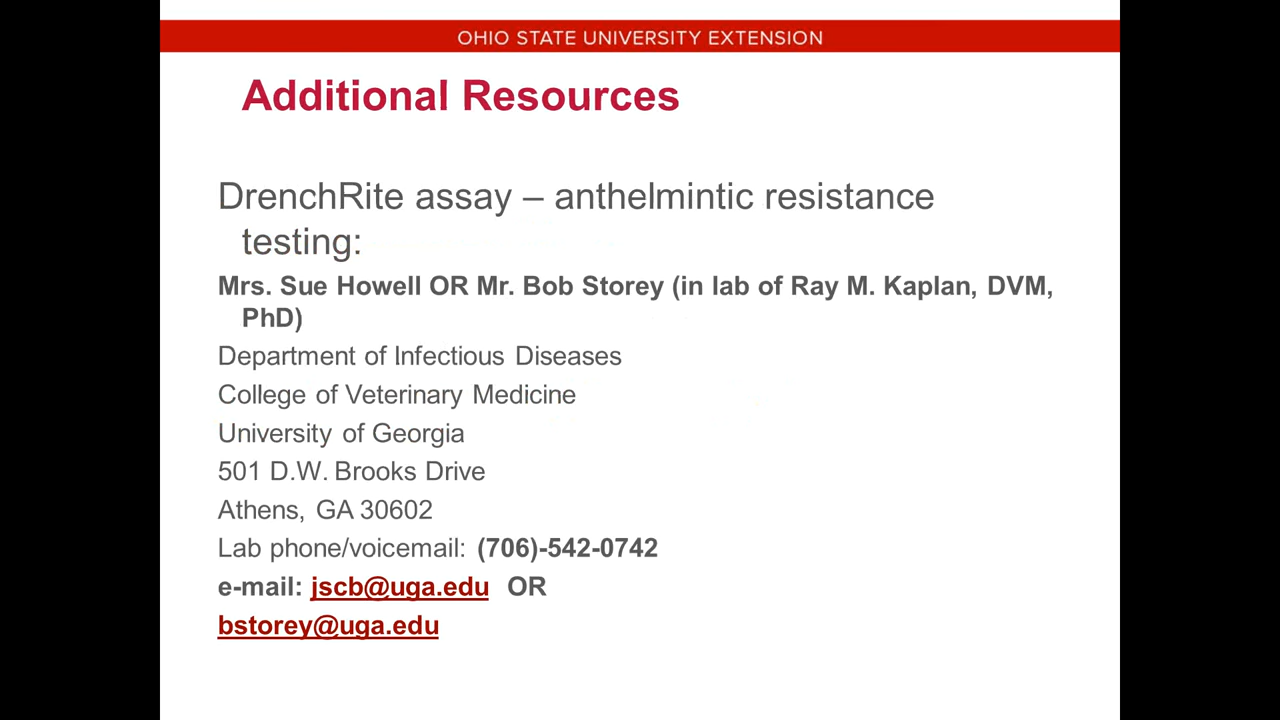 OHIO STATE UNIVERSITY EXTENSION
Additional Resources
DrenchRite assay – anthelmintic resistance
testing:
Mrs. Sue Howell OR Mr. Bob Storey (in lab of Ray M. Kaplan, DVM,
PhD)
Department of Infectious Diseases
College of Veterinary Medicine
University of Georgia
501 D.W. Brooks Drive
Athens, GA 30602
Lab phone/voicemail: (706)-542-0742
e-mail: jscb@uga.edu OR
bstorey@uga.edu